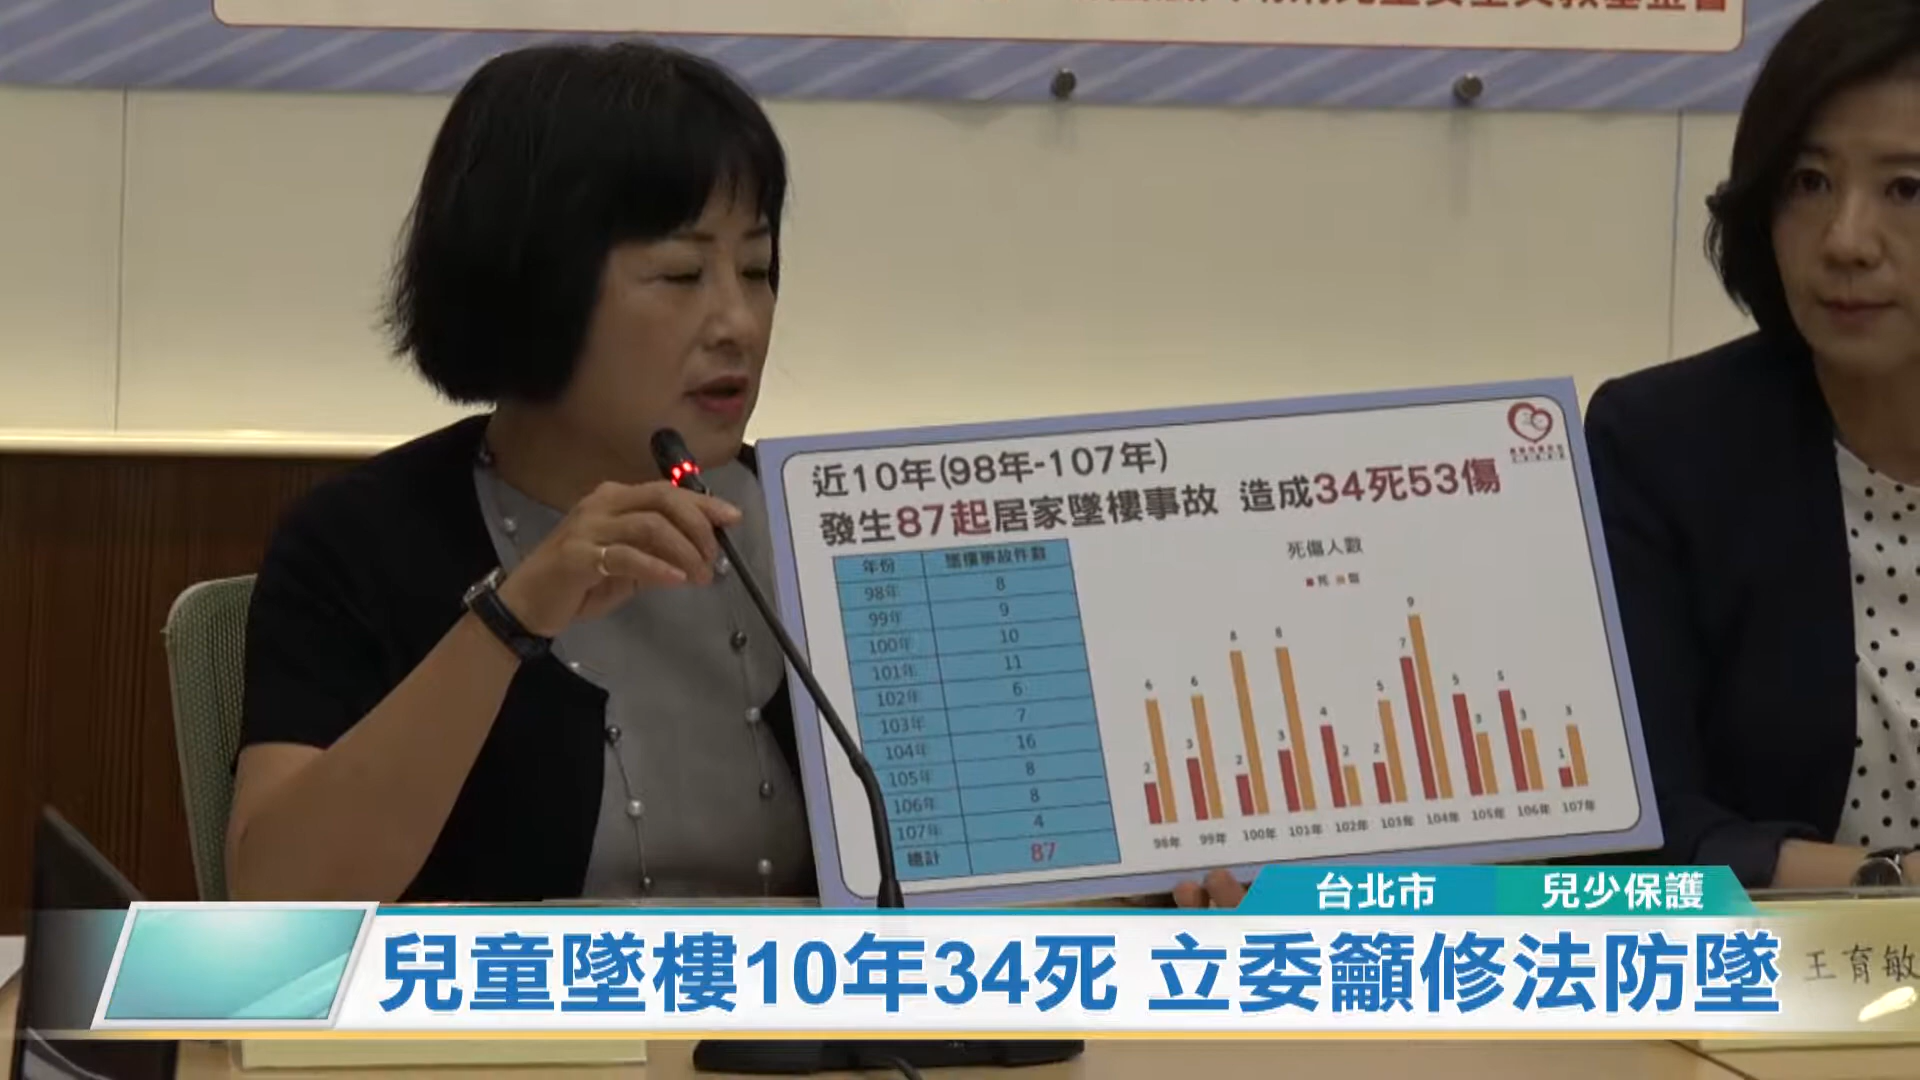 近10年(98年-107年)
發生87起居家墜樓事故 造成34死53傷
年份 墜樓事故件數
98年 8
99年 9
100年 10
101年 11
102年 6
103年 7
104年 16
105年 8
106年 8
107年 4
總計 87
死傷人數
死 傷
2 6 3 6 2 8 3 8 4 2 2 5 7 9 5 3 5 3 1 3
98年 99年 100年 101年 102年 103年 104年 105年 106年 107年
台北市 兒少保護
兒童墜樓10年34死 立委籲修法防墜
王育敏